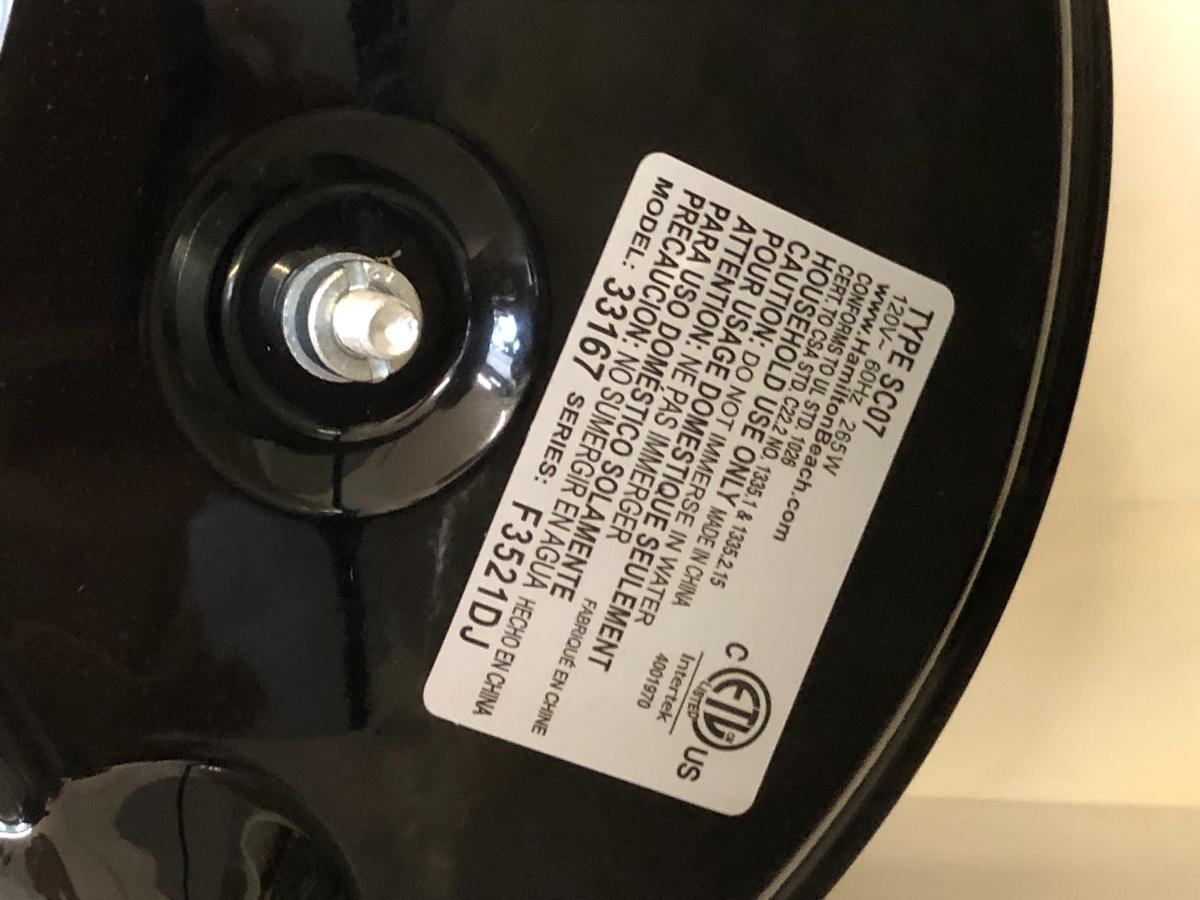 TYPE SC07
120V~ 60Hz 265W
www.HamiltonBeach.com
CONFORMS TO UL STD. 1026
CERT. TO CSA STD. C22.2 NO. 1335.1 & 1335.2.15
HOUSEHOLD USE ONLY MADE IN CHINA
CAUTION: DO NOT IMMERSE IN WATER
POUR USAGE DOMESTIQUE SEULEMENT
ATTENTION: NE PAS IMMERGER FABRIQUÉ EN CHINE
PARA USO DOMÉSTICO SOLAMENTE
PRECAUCIÓN: NO SUMERGIR EN AGUA HECHO EN CHINA
MODEL: 33167 SERIES: F3521DJ
C ETL US
LISTED
Intertek
4001970